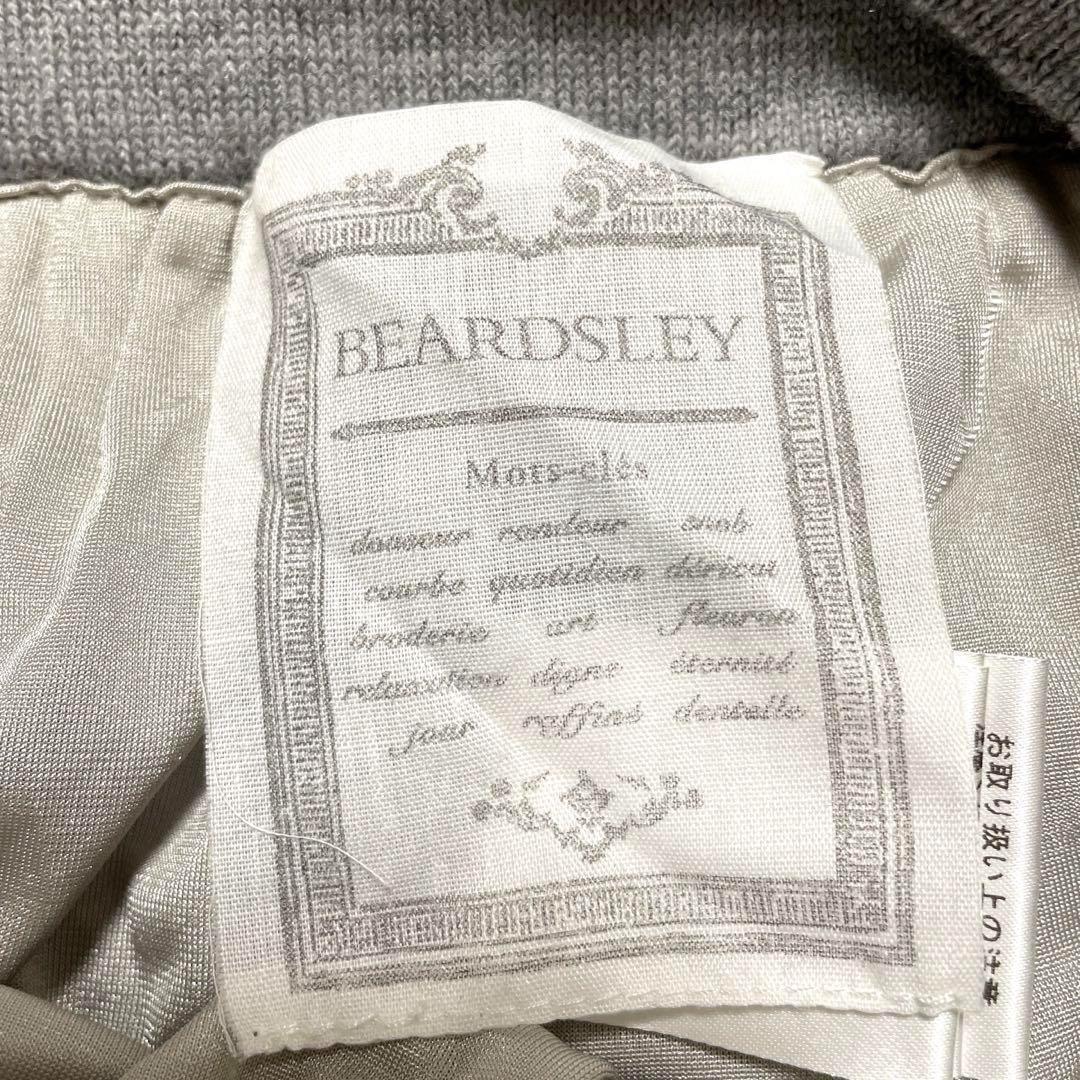 BEARDSLEY
Mots-clés
douceur rondeur snob
courbe quotidien déricot
broderie art fleuron
relaxation digne éternité
jour raffiné dentelle
お取り扱い上の注意